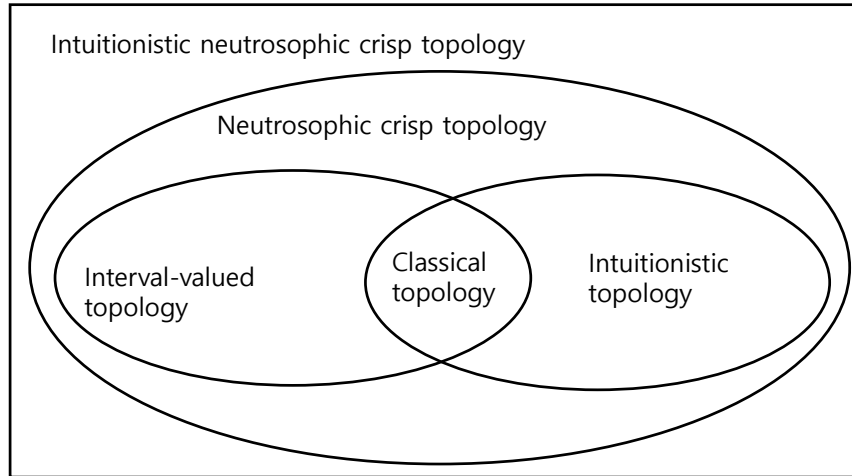 Intuitionistic neutrosophic crisp topology
Neutrosophic crisp topology
Interval-valued
topology
Classical
topology
Intuitionistic
topology